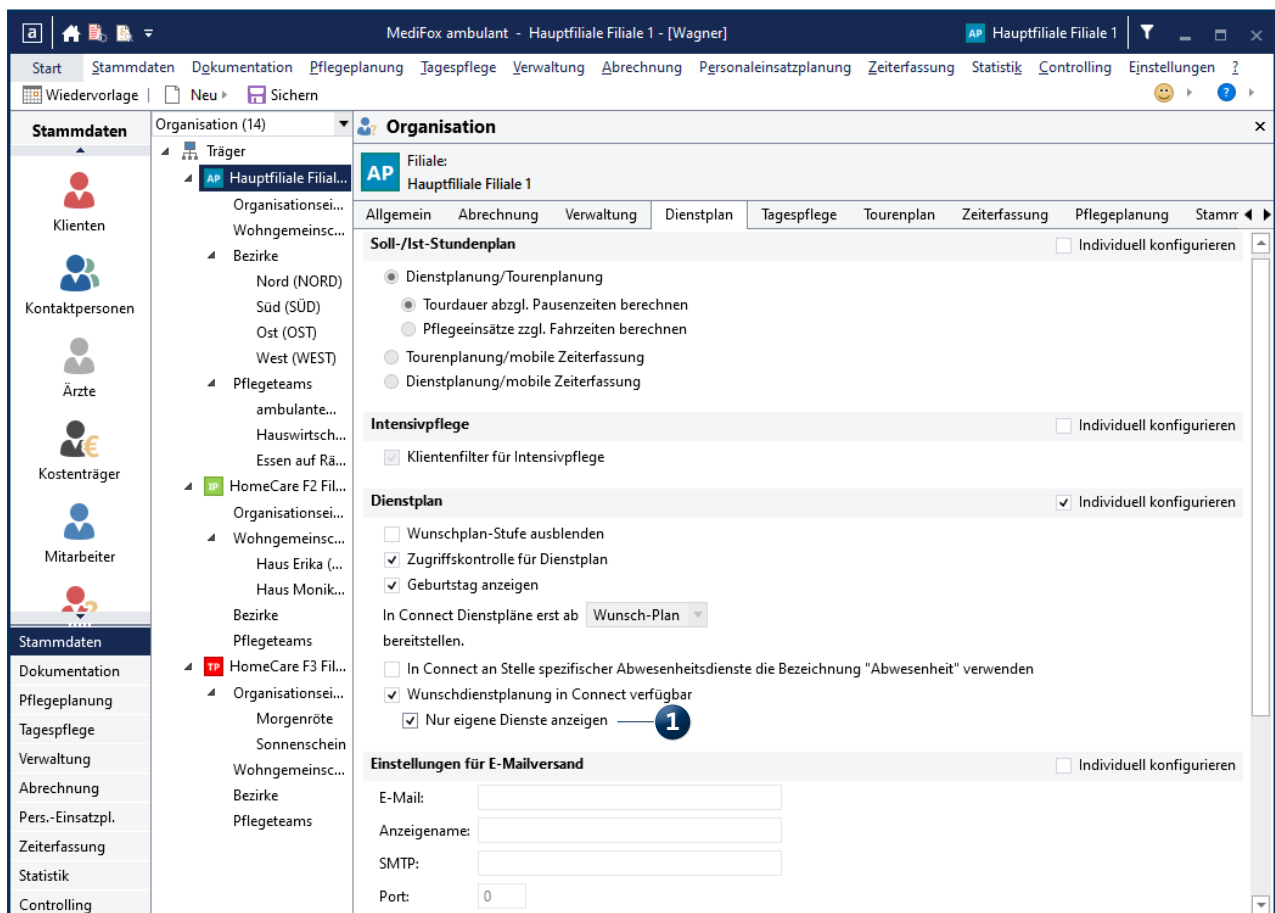 a MediFox ambulant - Hauptfiliale Filiale 1 - [Wagner] AP Hauptfiliale Filiale 1
Start Stammdaten Dokumentation Pflegeplanung Tagespflege Verwaltung Abrechnung Personaleinsatzplanung Zeiterfassung Statistik Controlling Einstellungen ?
Wiedervorlage Neu Sichern ?
Stammdaten
Klienten
Kontaktpersonen
Ärzte
Kostenträger
Mitarbeiter
Stammdaten
Dokumentation
Pflegeplanung
Tagespflege
Verwaltung
Abrechnung
Pers.-Einsatzpl.
Zeiterfassung
Statistik
Controlling
Organisation (14)
Träger
AP Hauptfiliale Filial...
Organisationsei...
Wohngemeinsc...
Bezirke
Nord (NORD)
Süd (SÜD)
Ost (OST)
West (WEST)
Pflegeteams
ambulante...
Hauswirtsch...
Essen auf Rä...
IP HomeCare F2 Fil...
Organisationsei...
Wohngemeinsc...
Haus Erika (...
Haus Monik...
Bezirke
Pflegeteams
TP HomeCare F3 Fil...
Organisationsei...
Morgenröte
Sonnenschein
Wohngemeinsc...
Bezirke
Pflegeteams
Organisation
AP Filiale:
Hauptfiliale Filiale 1
Allgemein Abrechnung Verwaltung Dienstplan Tagespflege Tourenplan Zeiterfassung Pflegeplanung Stamm
Soll-/Ist-Stundenplan Individuell konfigurieren
Dienstplanung/Tourenplanung
Tourdauer abzgl. Pausenzeiten berechnen
Pflegeeinsätze zzgl. Fahrzeiten berechnen
Tourenplanung/mobile Zeiterfassung
Dienstplanung/mobile Zeiterfassung
Intensivpflege Individuell konfigurieren
Klientenfilter für Intensivpflege
Dienstplan Individuell konfigurieren
Wunschplan-Stufe ausblenden
Zugriffskontrolle für Dienstplan
Geburtstag anzeigen
In Connect Dienstpläne erst ab Wunsch-Plan
bereitstellen.
In Connect an Stelle spezifischer Abwesenheitsdienste die Bezeichnung "Abwesenheit" verwenden
Wunschdienstplanung in Connect verfügbar
Nur eigene Dienste anzeigen 1
Einstellungen für E-Mailversand Individuell konfigurieren
E-Mail:
Anzeigename:
SMTP:
Port: 0